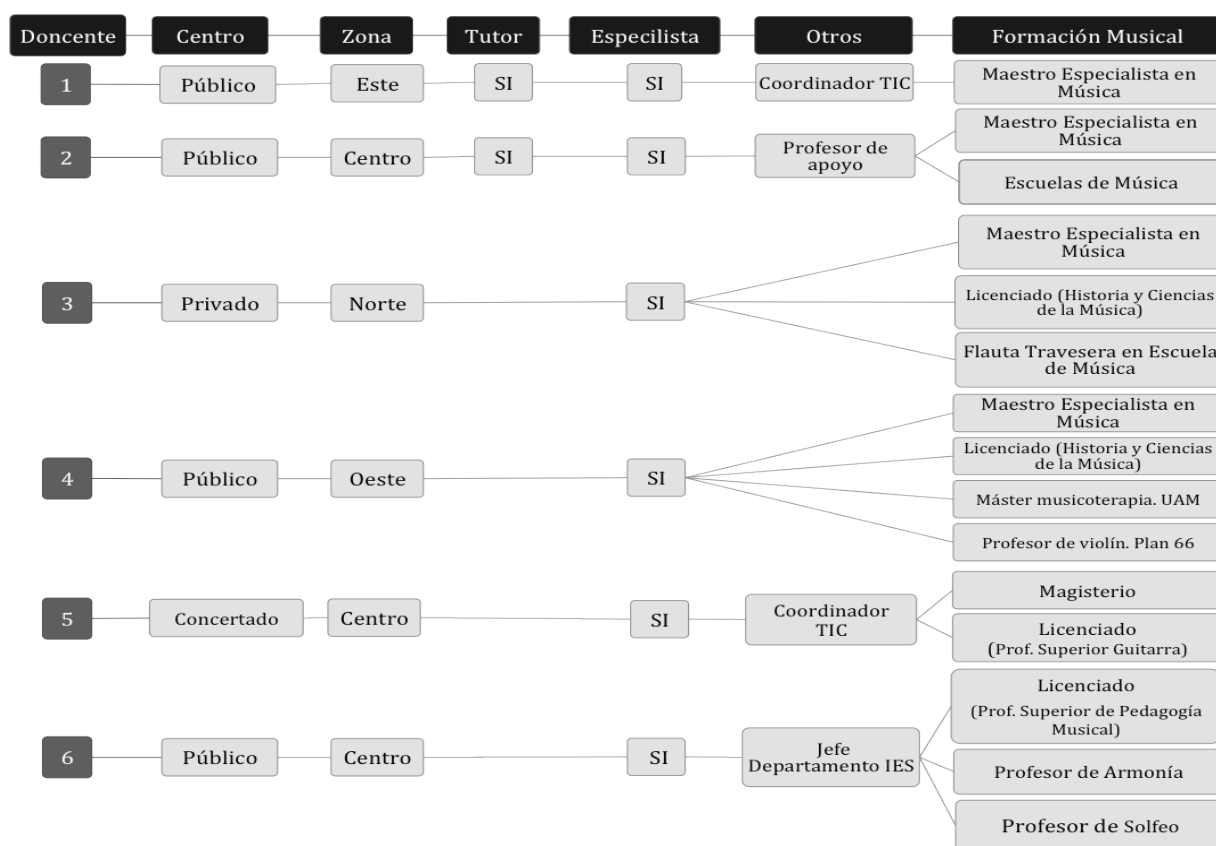 Doncente Centro Zona Tutor Especilista Otros Formación Musical
1 Público Este SI SI Coordinador TIC Maestro Especialista en
Música
2 Público Centro SI SI Profesor de
apoyo
Maestro Especialista en
Música
Escuelas de Música
3 Privado Norte SI
Maestro Especialista en
Música
Licenciado (Historia y Ciencias
de la Música)
Flauta Travesera en Escuela
de Música
4 Público Oeste SI
Maestro Especialista en
Música
Licenciado (Historia y Ciencias
de la Música)
Máster musicoterapia. UAM
Profesor de violín. Plan 66
5 Concertado Centro SI Coordinador
TIC
Magisterio
Licenciado
(Prof. Superior Guitarra)
6 Público Centro SI Jefe
Departamento IES
Licenciado
(Prof. Superior de Pedagogía
Musical)
Profesor de Armonía
Profesor de Solfeo